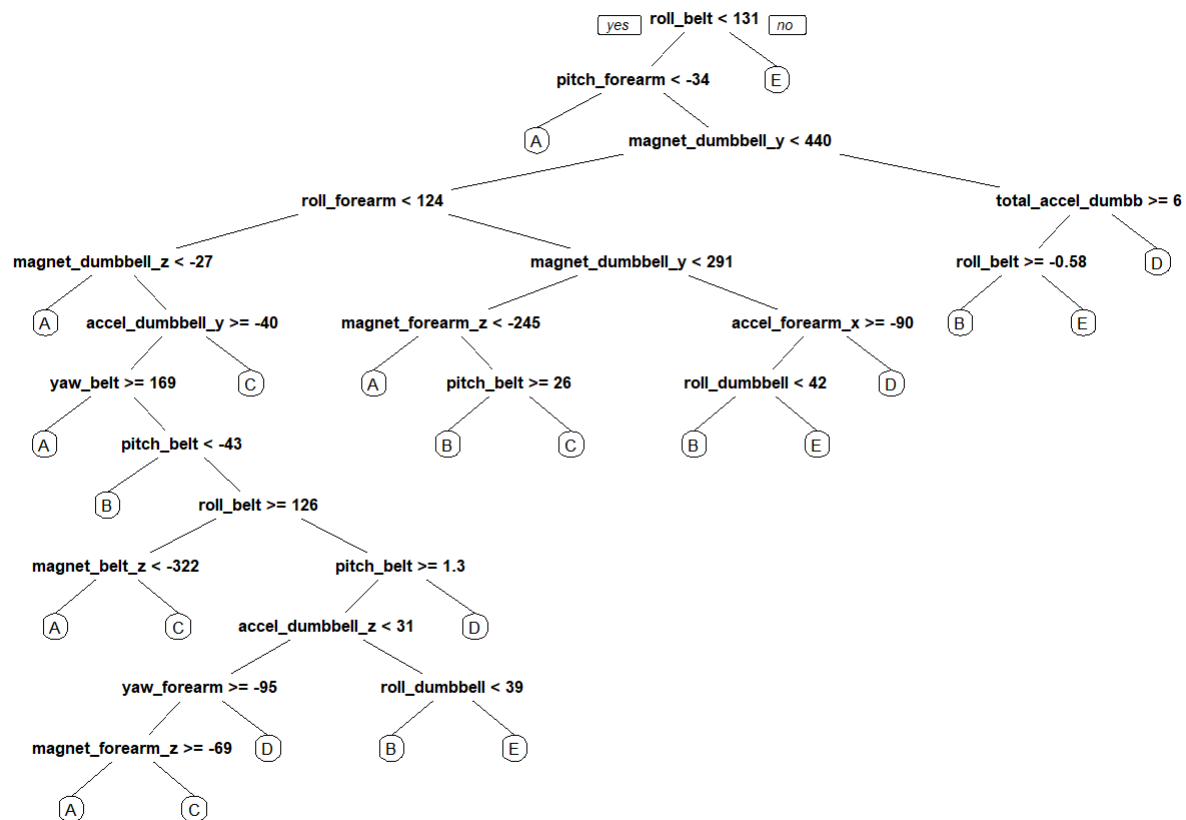 yes roll_belt < 131 no
pitch_forearm < -34 E
A magnet_dumbbell_y < 440
roll_forearm < 124 total_accel_dumbb >= 6
magnet_dumbbell_z < -27 magnet_dumbbell_y < 291 roll_belt >= -0.58 D
A accel_dumbbell_y >= -40 magnet_forearm_z < -245 accel_forearm_x >= -90 B E
yaw_belt >= 169 C A pitch_belt >= 26 roll_dumbbell < 42 D
A pitch_belt < -43 B C B E
B roll_belt >= 126
magnet_belt_z < -322 pitch_belt >= 1.3
A C accel_dumbbell_z < 31 D
yaw_forearm >= -95 roll_dumbbell < 39
magnet_forearm_z >= -69 D B E
A C